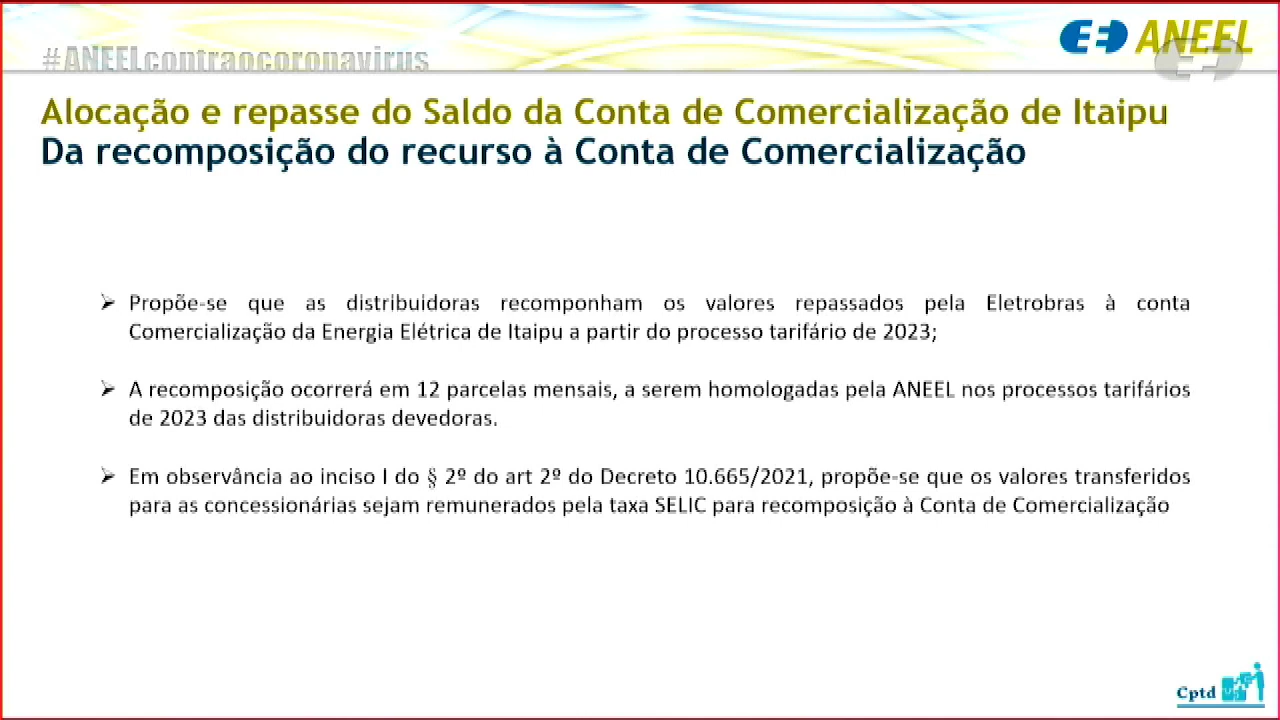 #ANEELcontraocoronavirus
ANEEL
Alocação e repasse do Saldo da Conta de Comercialização de Itaipu
Da recomposição do recurso à Conta de Comercialização
Propõe-se que as distribuidoras recomponham os valores repassados pela Eletrobras à conta
Comercialização da Energia Elétrica de Itaipu a partir do processo tarifário de 2023;
A recomposição ocorrerá em 12 parcelas mensais, a serem homologadas pela ANEEL nos processos tarifários
de 2023 das distribuidoras devedoras.
Em observância ao inciso I do § 2º do art 2º do Decreto 10.665/2021, propõe-se que os valores transferidos
para as concessionárias sejam remunerados pela taxa SELIC para recomposição à Conta de Comercialização
Cptd